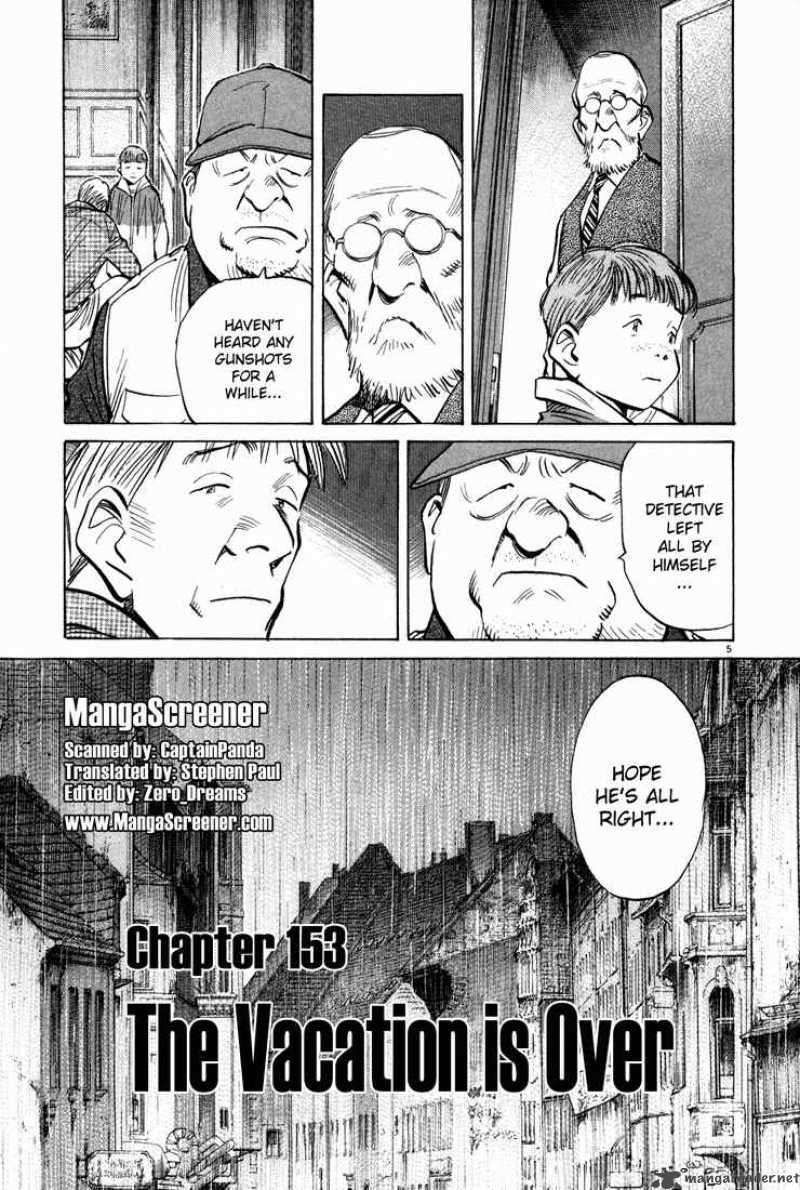 HAVEN'T
HEARD ANY
GUNSHOTS
FOR A
WHILE...
THAT
DETECTIVE
LEFT
ALL BY
HIMSELF
...
5
MangaScreener
Scanned by: CaptainPanda
Translated by: Stephen Paul
Edited by: Zero_Dreams
www.MangaScreener.com
HOPE
HE'S ALL
RIGHT...
Chapter 153
The Vacation is Over
mangareader.net